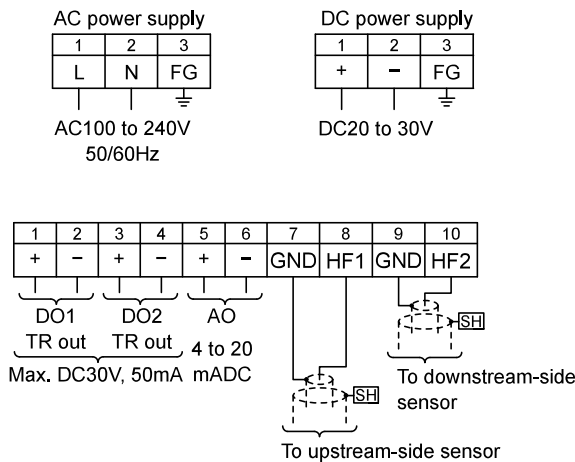 AC power supply
1 2 3
L N FG
AC100 to 240V
50/60Hz
DC power supply
1 2 3
+ − FG
DC20 to 30V
1 2 3 4 5 6 7 8 9 10
+ − + − + − GND HF1 GND HF2
DO1 DO2 AO
TR out TR out 4 to 20
Max. DC30V, 50mA mADC
SH
To downstream-side
sensor
SH
To upstream-side sensor